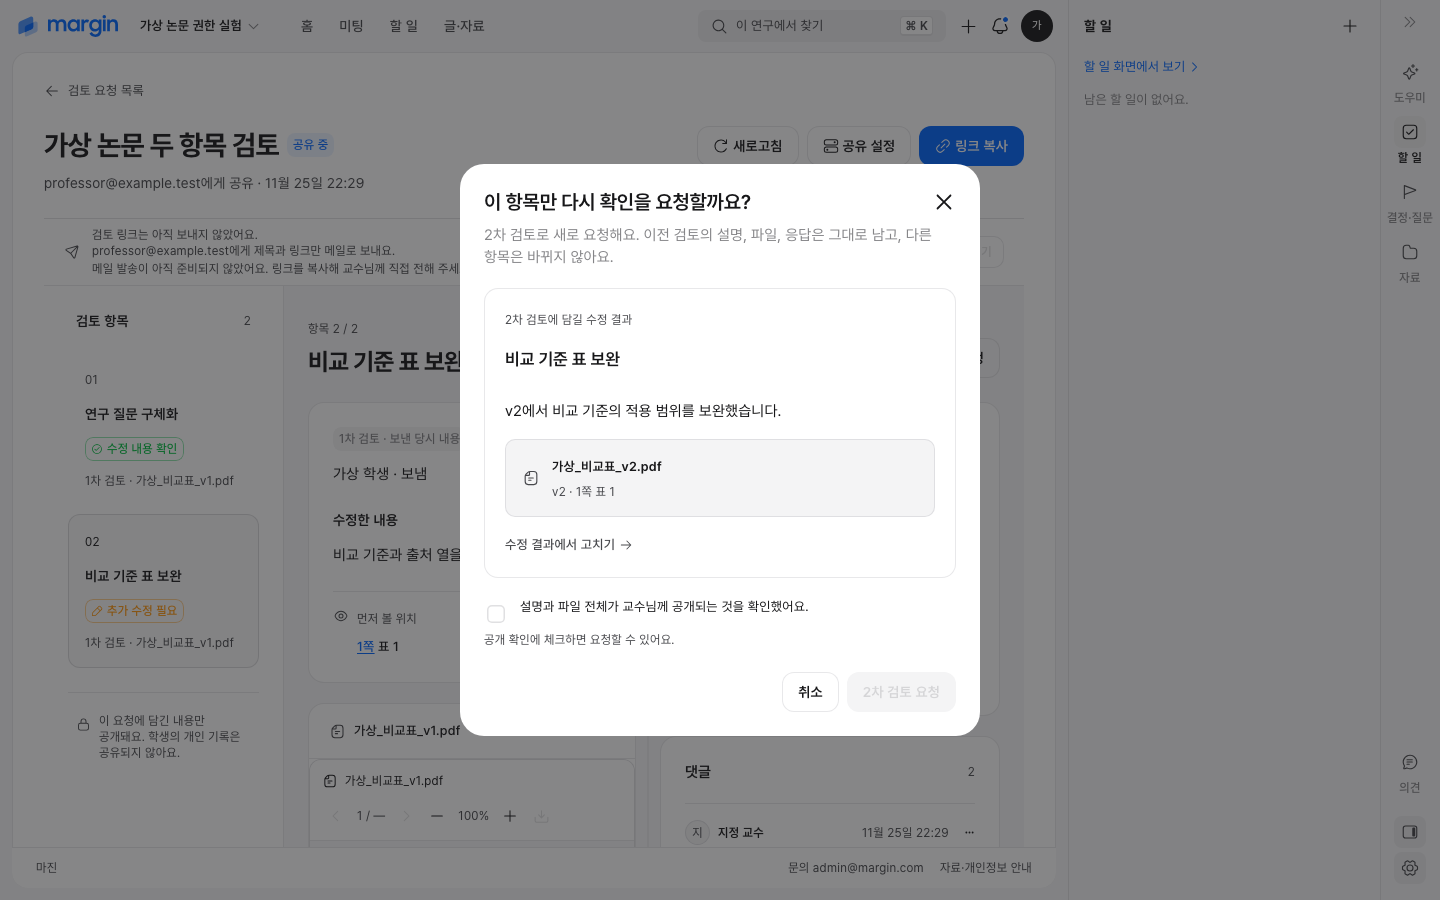 margin
가상 논문 권한 실험
홈
미팅
할 일
글·자료
이 연구에서 찾기
⌘ K
가
할 일
할 일 화면에서 보기
남은 할 일이 없어요.
도우미
할 일
결정·질문
자료
의견
검토 요청 목록
가상 논문 두 항목 검토
공유 중
새로고침
공유 설정
링크 복사
professor@example.test에게 공유 · 11월 25일 22:29
검토 링크는 아직 보내지 않았어요.
professor@example.test에게 제목과 링크만 메일로 보내요.
메일 발송이 아직 준비되지 않았어요. 링크를 복사해 교수님께 직접 전해 주세
기
검토 항목
2
01
연구 질문 구체화
수정 내용 확인
1차 검토 · 가상_비교표_v1.pdf
02
비교 기준 표 보완
추가 수정 필요
1차 검토 · 가상_비교표_v1.pdf
이 요청에 담긴 내용만
공개돼요. 학생의 개인 기록은
공유되지 않아요.
항목 2 / 2
비교 기준 표 보완
1차 검토 · 보낸 당시 내용
가상 학생 · 보냄
수정한 내용
비교 기준과 출처 열을
먼저 볼 위치
1쪽 표 1
가상_비교표_v1.pdf
가상_비교표_v1.pdf
1 / —
100%
댓글
2
지
지정 교수
11월 25일 22:29
이 항목만 다시 확인을 요청할까요?
2차 검토로 새로 요청해요. 이전 검토의 설명, 파일, 응답은 그대로 남고, 다른
항목은 바뀌지 않아요.
2차 검토에 담길 수정 결과
비교 기준 표 보완
v2에서 비교 기준의 적용 범위를 보완했습니다.
가상_비교표_v2.pdf
v2 · 1쪽 표 1
수정 결과에서 고치기 →
설명과 파일 전체가 교수님께 공개되는 것을 확인했어요.
공개 확인에 체크하면 요청할 수 있어요.
취소
2차 검토 요청
마진
문의 admin@margin.com
자료·개인정보 안내